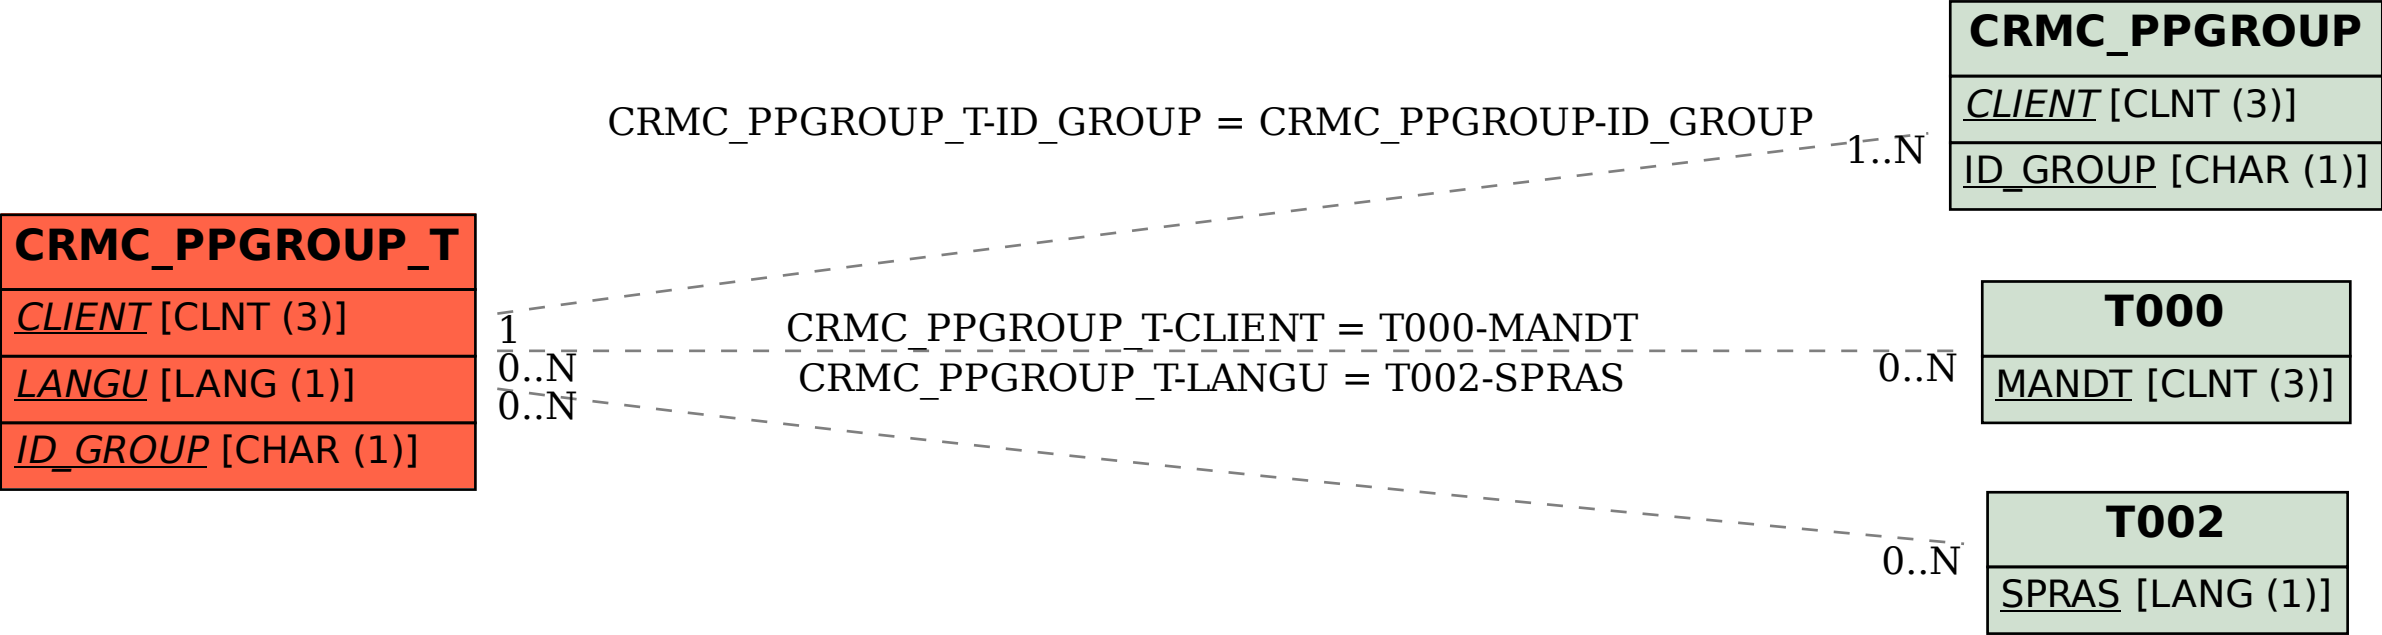 CRMC_PPGROUP_T
CLIENT [CLNT (3)]
LANGU [LANG (1)]
ID_GROUP [CHAR (1)]
CRMC_PPGROUP_T-ID_GROUP = CRMC_PPGROUP-ID_GROUP
1..N
1
CRMC_PPGROUP_T-CLIENT = T000-MANDT
0..N
0..N
CRMC_PPGROUP_T-LANGU = T002-SPRAS
0..N
0..N
CRMC_PPGROUP
CLIENT [CLNT (3)]
ID_GROUP [CHAR (1)]
T000
MANDT [CLNT (3)]
T002
SPRAS [LANG (1)]